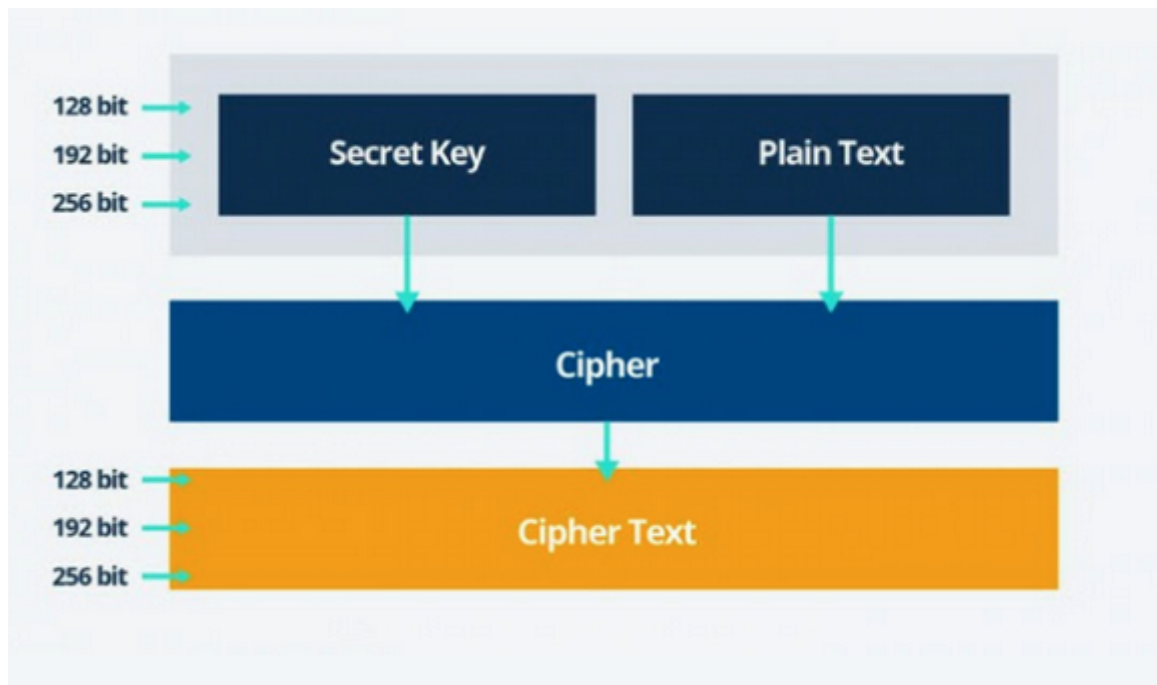 128 bit
192 bit
256 bit
Secret Key
Plain Text
Cipher
128 bit
192 bit
256 bit
Cipher Text